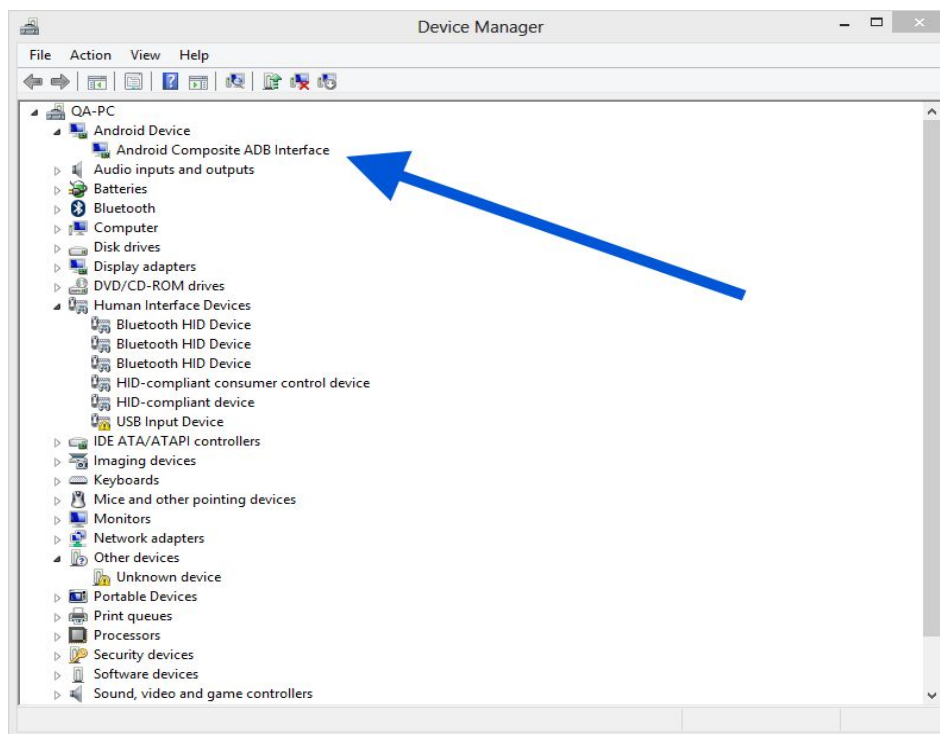 Device Manager
File Action View Help
QA-PC
Android Device
Android Composite ADB Interface
Audio inputs and outputs
Batteries
Bluetooth
Computer
Disk drives
Display adapters
DVD/CD-ROM drives
Human Interface Devices
Bluetooth HID Device
Bluetooth HID Device
Bluetooth HID Device
HID-compliant consumer control device
HID-compliant device
USB Input Device
IDE ATA/ATAPI controllers
Imaging devices
Keyboards
Mice and other pointing devices
Monitors
Network adapters
Other devices
Unknown device
Portable Devices
Print queues
Processors
Security devices
Software devices
Sound, video and game controllers